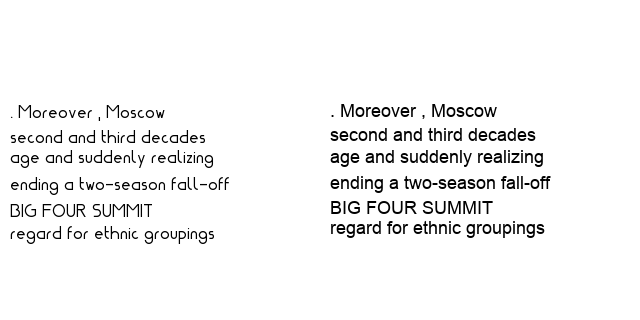 . Moreover , Moscow
second and third decades
age and suddenly realizing
ending a two-season fall-off
BIG FOUR SUMMIT
regard for ethnic groupings
. Moreover , Moscow
second and third decades
age and suddenly realizing
ending a two-season fall-off
BIG FOUR SUMMIT
regard for ethnic groupings